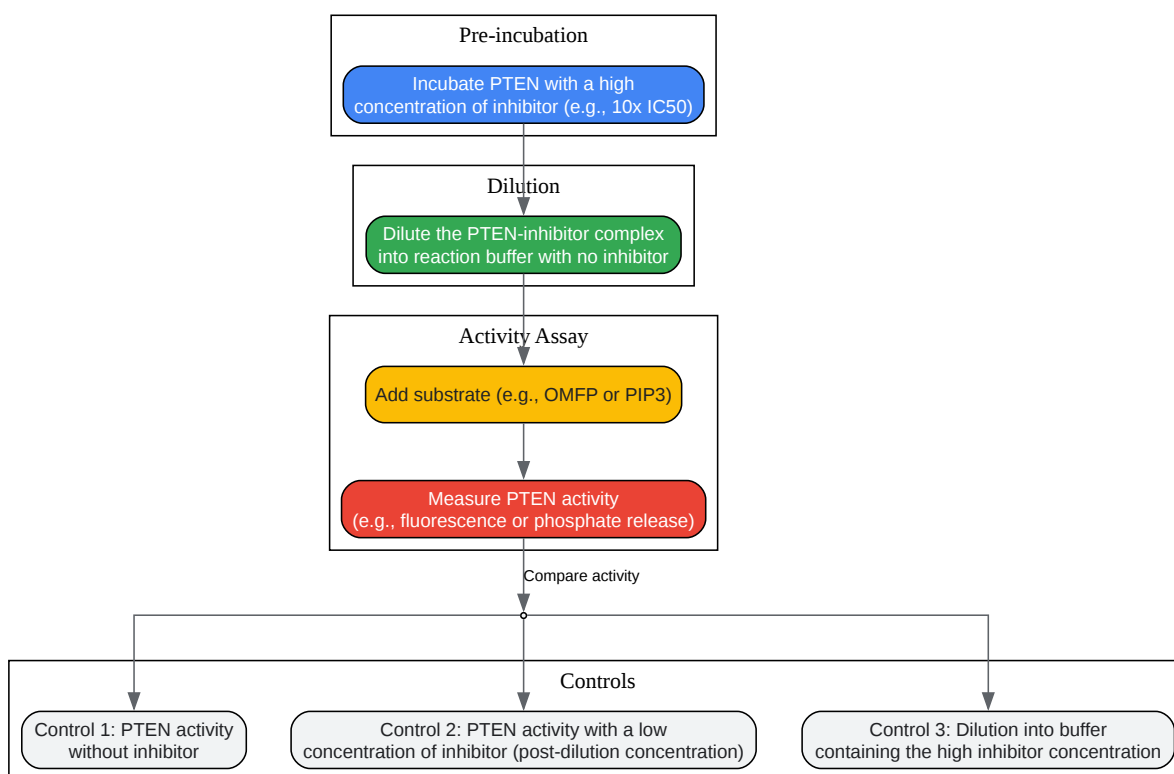 Pre-incubation
Incubate PTEN with a high
concentration of inhibitor (e.g., 10x IC50)
Dilution
Dilute the PTEN-inhibitor complex
into reaction buffer with no inhibitor
Activity Assay
Add substrate (e.g., OMFP or PIP3)
Measure PTEN activity
(e.g., fluorescence or phosphate release)
Compare activity
Controls
Control 1: PTEN activity
without inhibitor
Control 2: PTEN activity with a low
concentration of inhibitor (post-dilution concentration)
Control 3: Dilution into buffer
containing the high inhibitor concentration